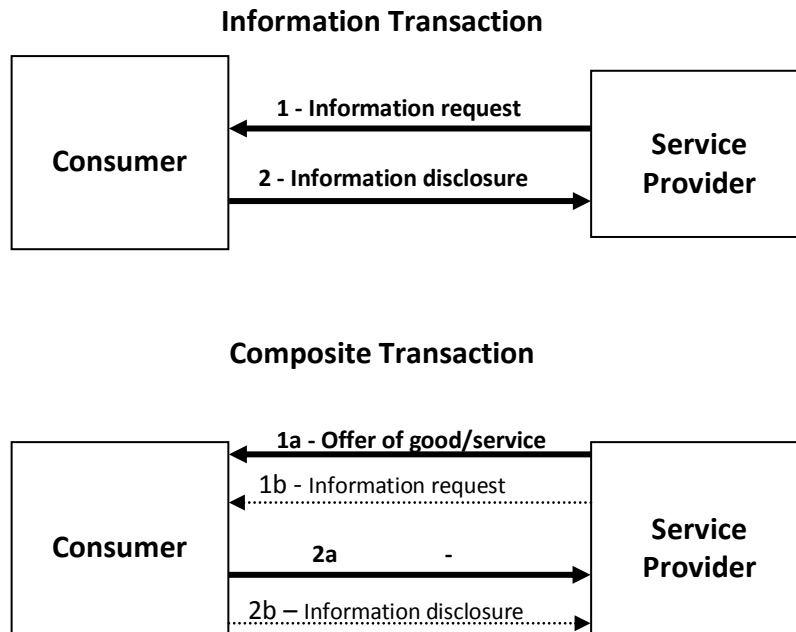 Information Transaction
1 - Information request
Consumer
Service
Provider
2 - Information disclosure
Composite Transaction
1a - Offer of good/service
1b - Information request
Consumer
Service
Provider
2a -
2b – Information disclosure